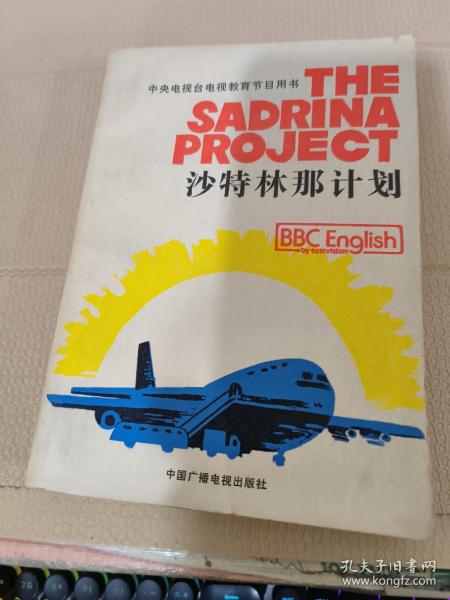 中央电视台电视教育节目用书
THE
SADRINA
PROJECT
沙特林那计划
BBC English
by television
中国广播电视出版社
孔夫子旧书网
www.kongfz.com